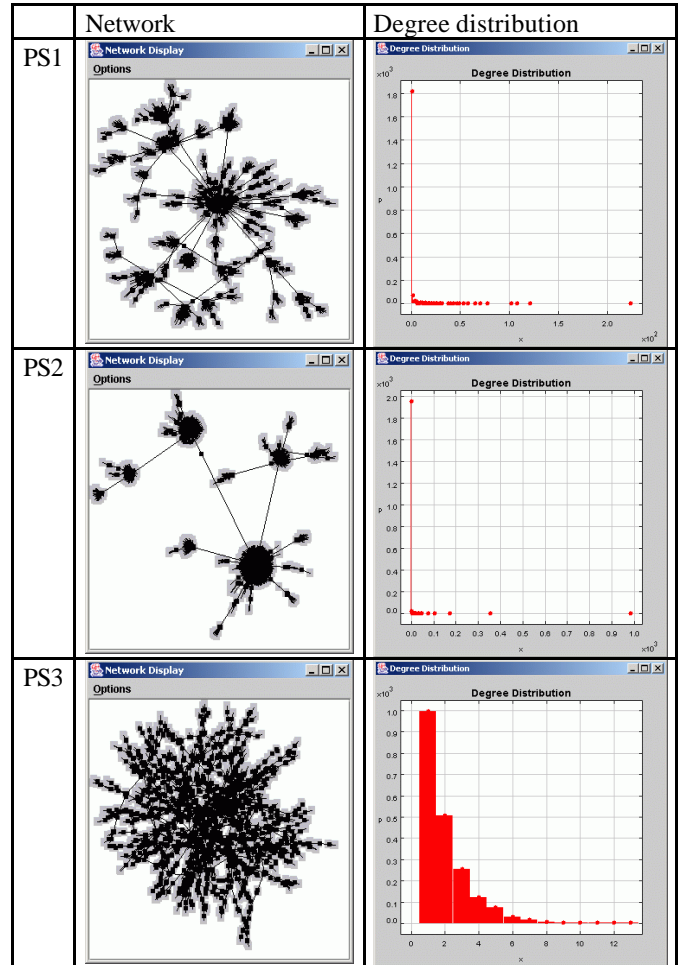 Network Degree distribution
PS1
Network Display
Options
Degree Distribution
Degree Distribution
×10³
1.8
1.6
1.4
1.2
1.0
p
0.8
0.6
0.4
0.2
0.0
0.0 0.5 1.0 1.5 2.0
x
×10²
PS2
Network Display
Options
Degree Distribution
Degree Distribution
×10³
2.0
1.8
1.6
1.4
1.2
1.0
p
0.8
0.6
0.4
0.2
0.0
0.0 0.1 0.2 0.3 0.4 0.5 0.6 0.7 0.8 0.9 1.0
x
×10³
PS3
Network Display
Options
Degree Distribution
Degree Distribution
×10³
1.0
0.9
0.8
0.7
0.6
p
0.5
0.4
0.3
0.2
0.1
0.0
0 2 4 6 8 10 12
x